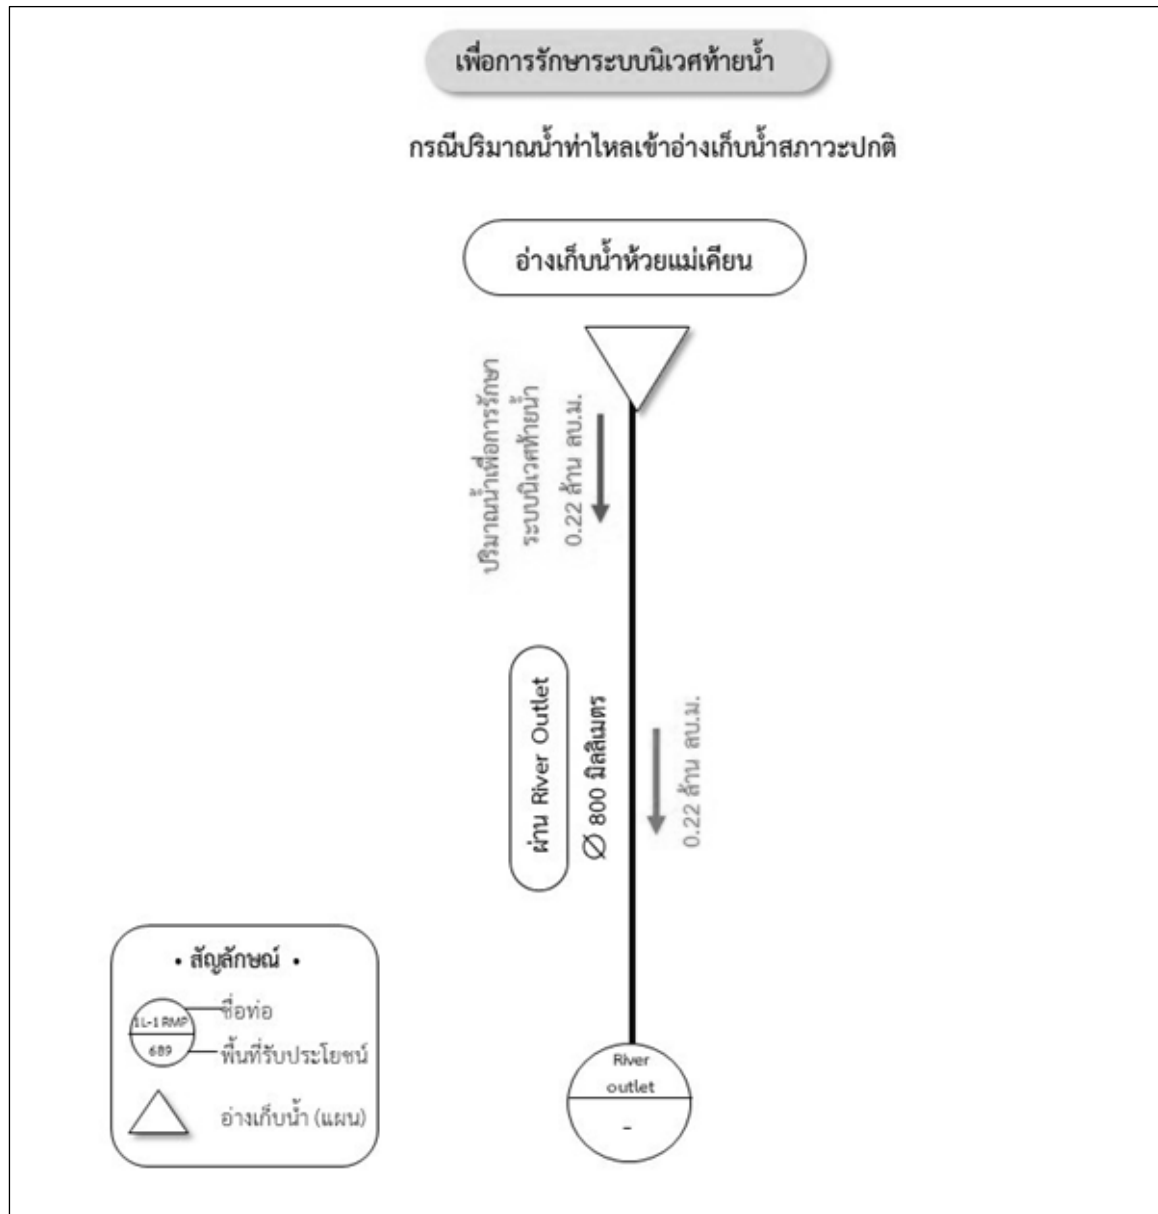 เพื่อการรักษาระบบนิเวศท้ายน้ำ
กรณีปริมาณน้ำท่าไหลเข้าอ่างเก็บน้ำสภาวะปกติ
อ่างเก็บน้ำห้วยแม่เคียน
ปริมาณน้ำเพื่อการรักษา
ระบบนิเวศท้ายน้ำ
0.22 ล้าน ลบ.ม.
ผ่าน River Outlet
∅ 800 มิลลิเมตร
0.22 ล้าน ลบ.ม.
River
outlet
-
• สัญลักษณ์ •
1L-1 RMP
689
ชื่อท่อ
พื้นที่รับประโยชน์
อ่างเก็บน้ำ (แผน)